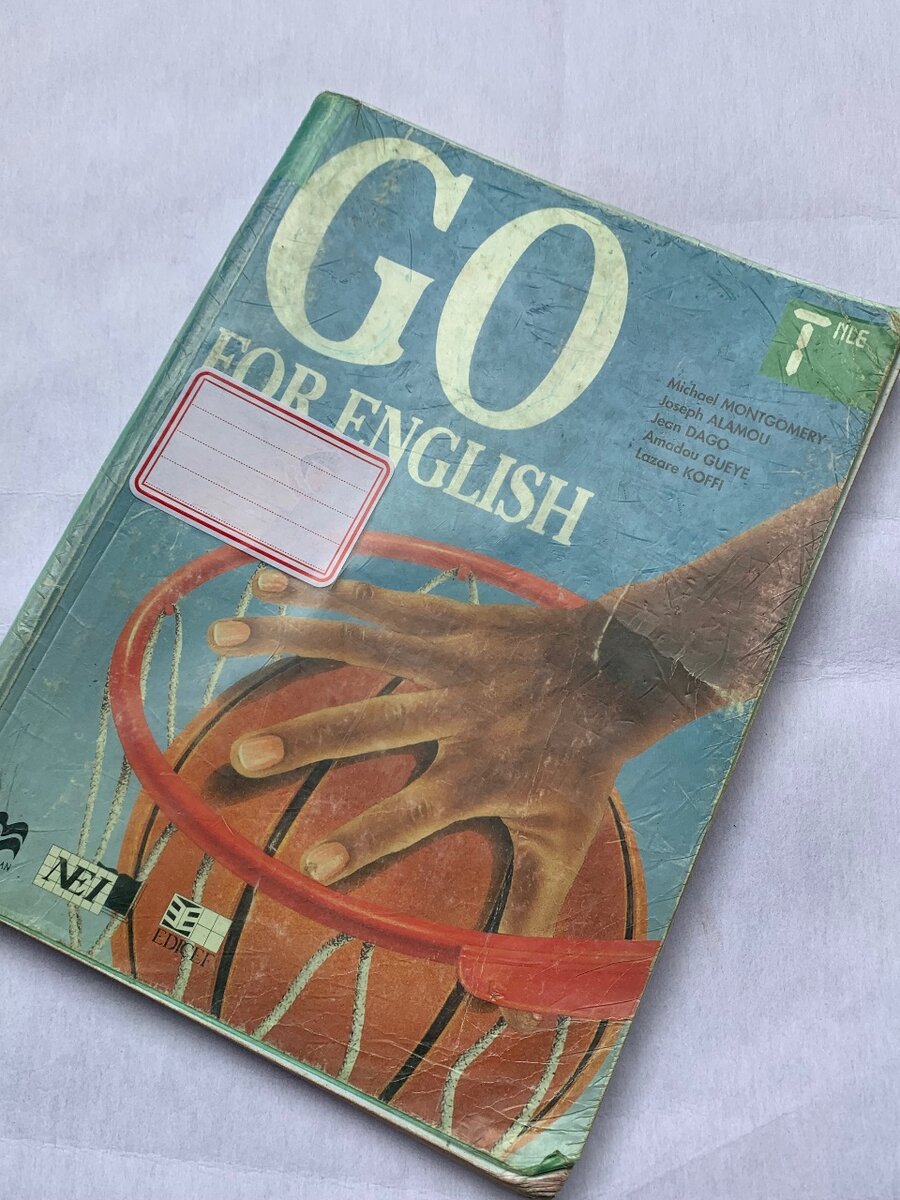 GO
FOR ENGLISH
T NLE
Michael MONTGOMERY
Joseph ALAMOU
Jean DAGO
Amadou GUEYE
Lazare KOFFI
NEI
EDICEF